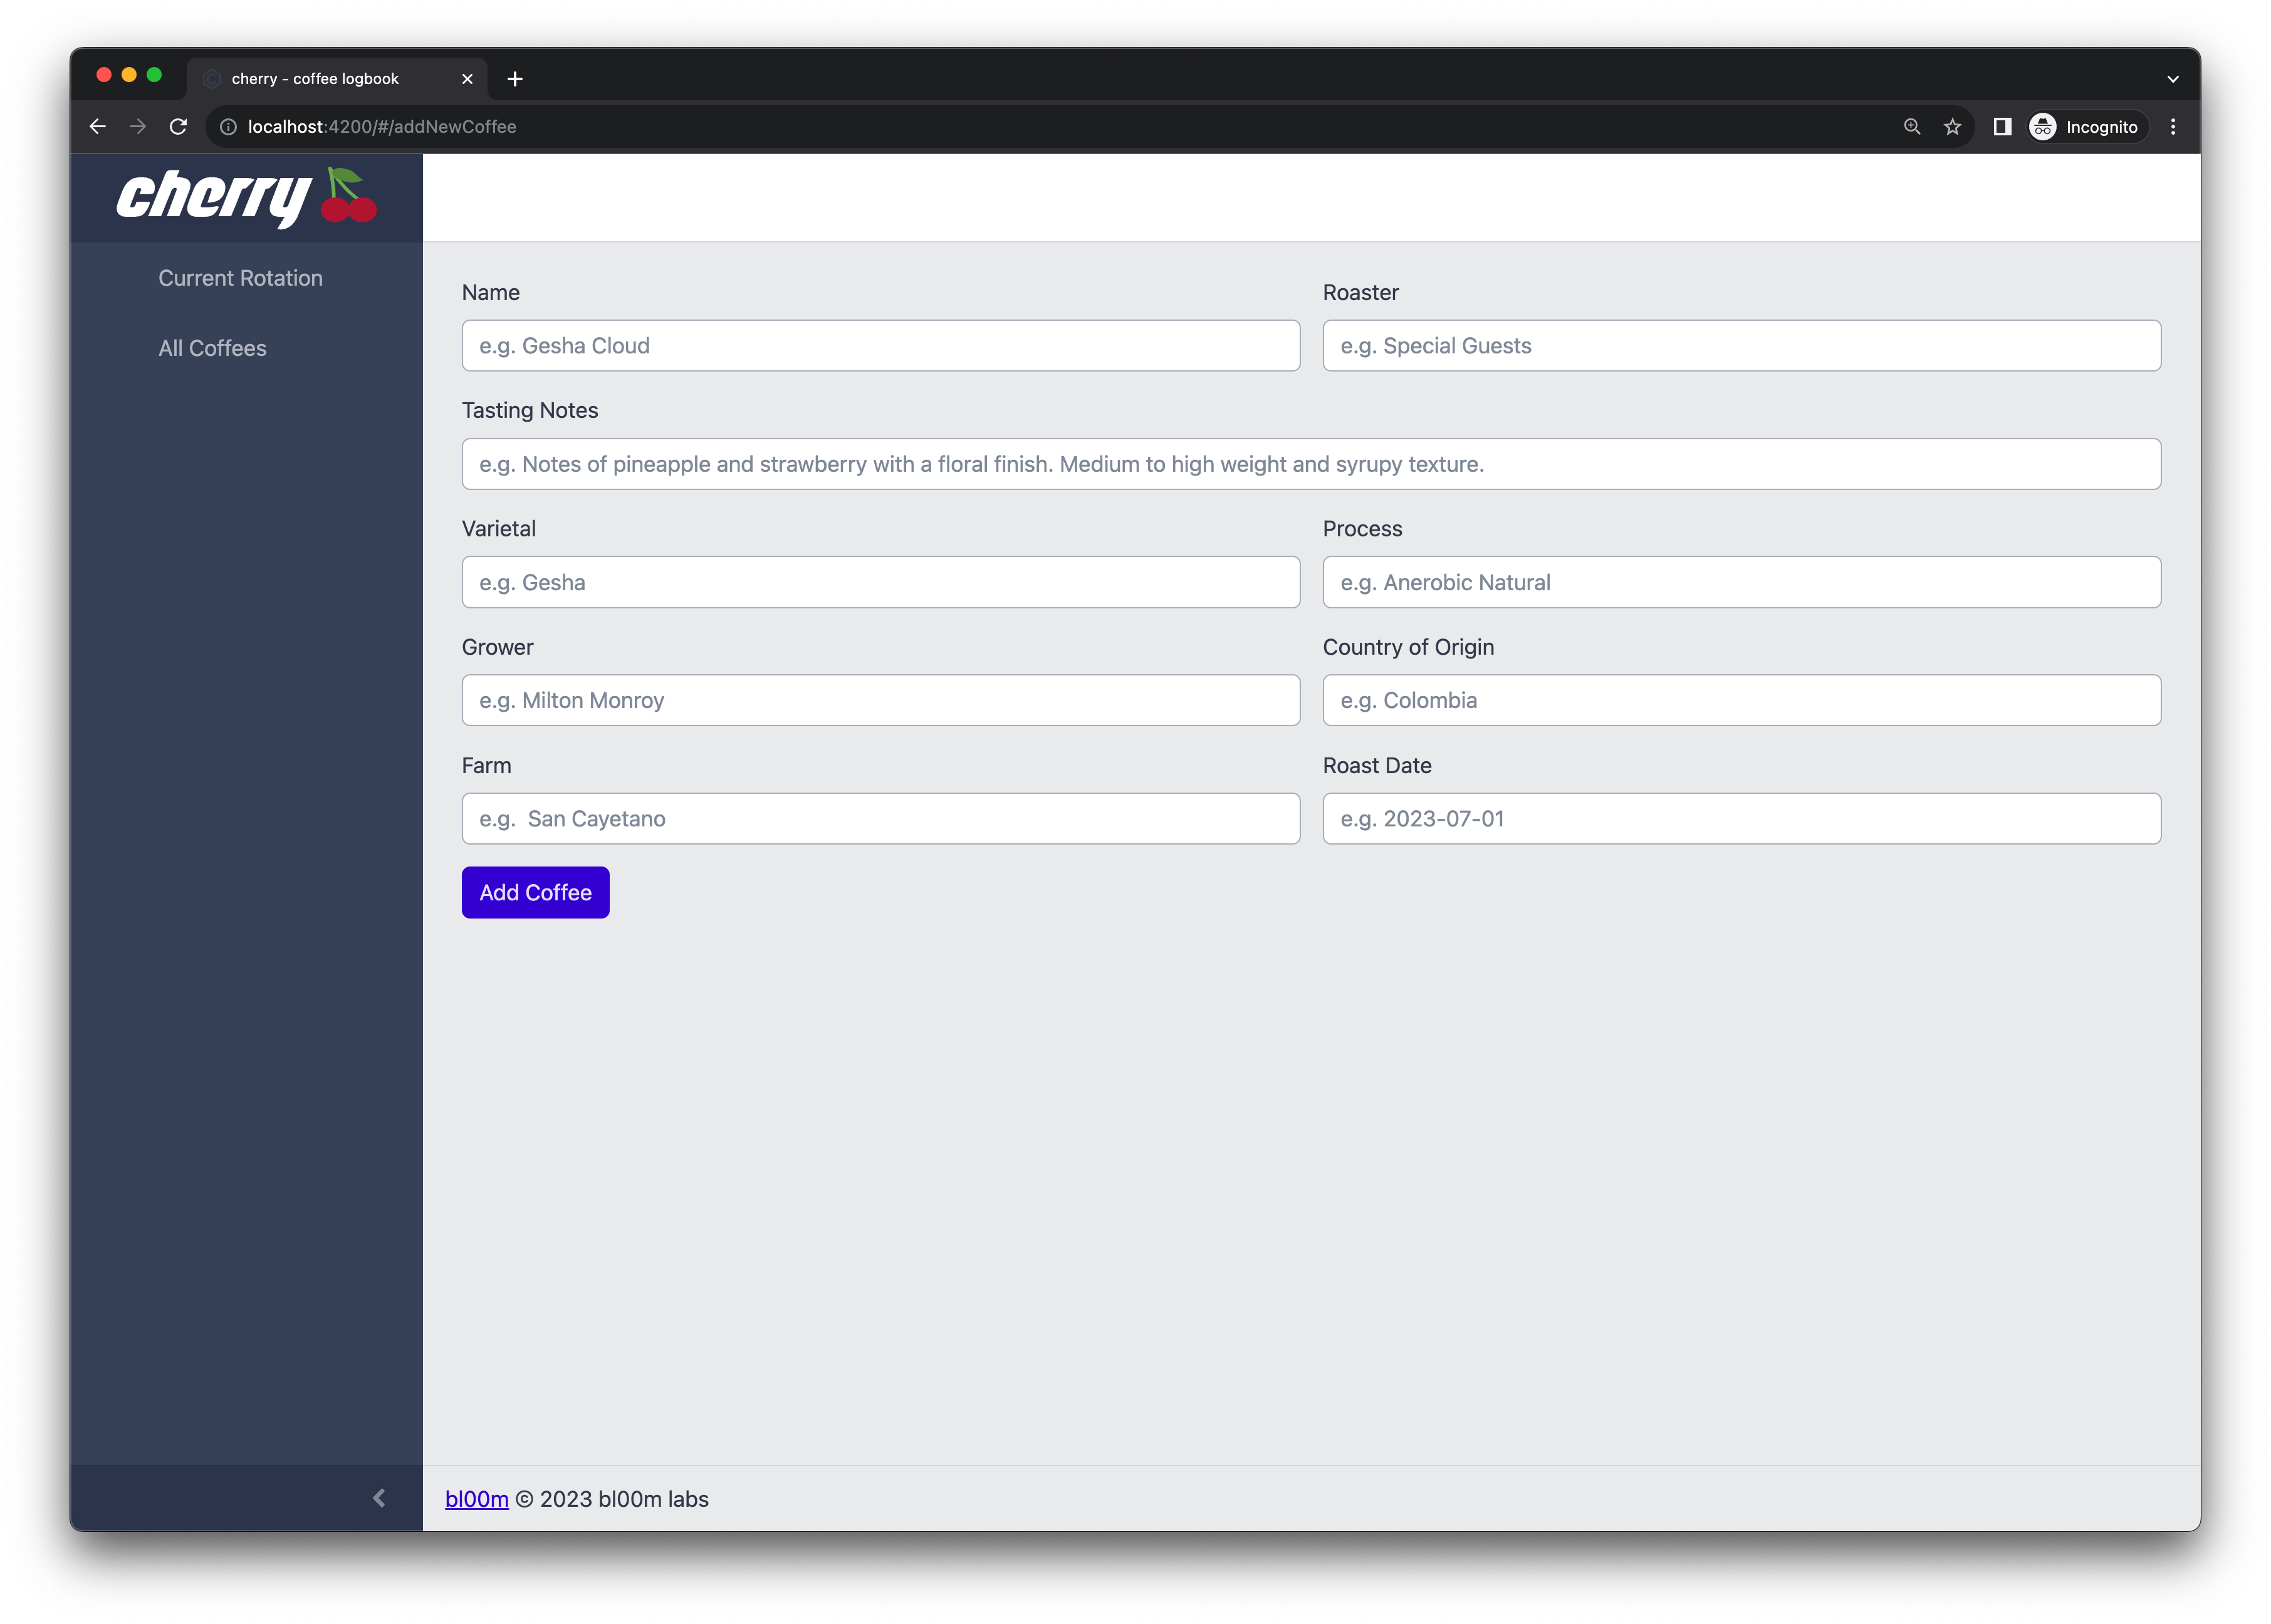 cherry - coffee logbook
localhost:4200/#/addNewCoffee
Incognito
cherry
Current Rotation
All Coffees
Name
Roaster
e.g. Gesha Cloud
e.g. Special Guests
Tasting Notes
e.g. Notes of pineapple and strawberry with a floral finish. Medium to high weight and syrupy texture.
Varietal
Process
e.g. Gesha
e.g. Anerobic Natural
Grower
Country of Origin
e.g. Milton Monroy
e.g. Colombia
Farm
Roast Date
e.g.  San Cayetano
e.g. 2023-07-01
Add Coffee
bl00m © 2023 bl00m labs